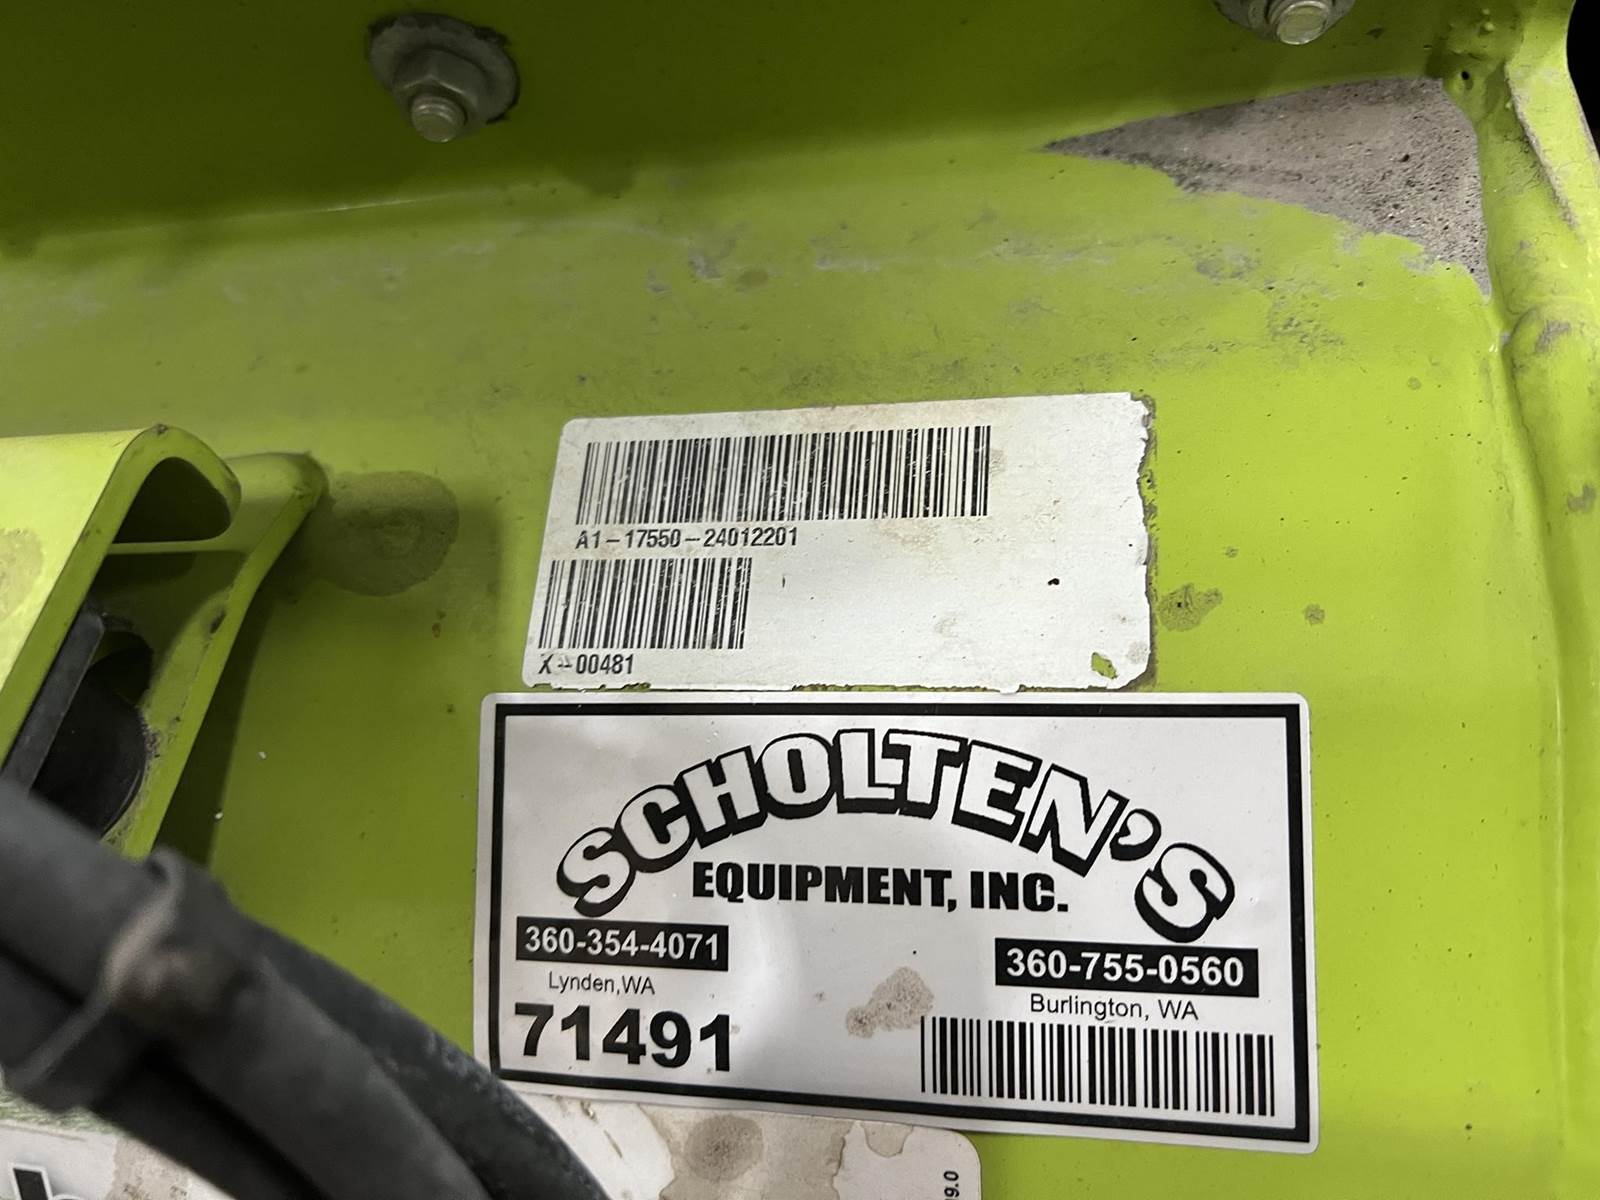 A1-17550-24012201
X-00481
SCHOLTEN'S
EQUIPMENT, INC.
360-354-4071
Lynden,WA
71491
360-755-0560
Burlington, WA